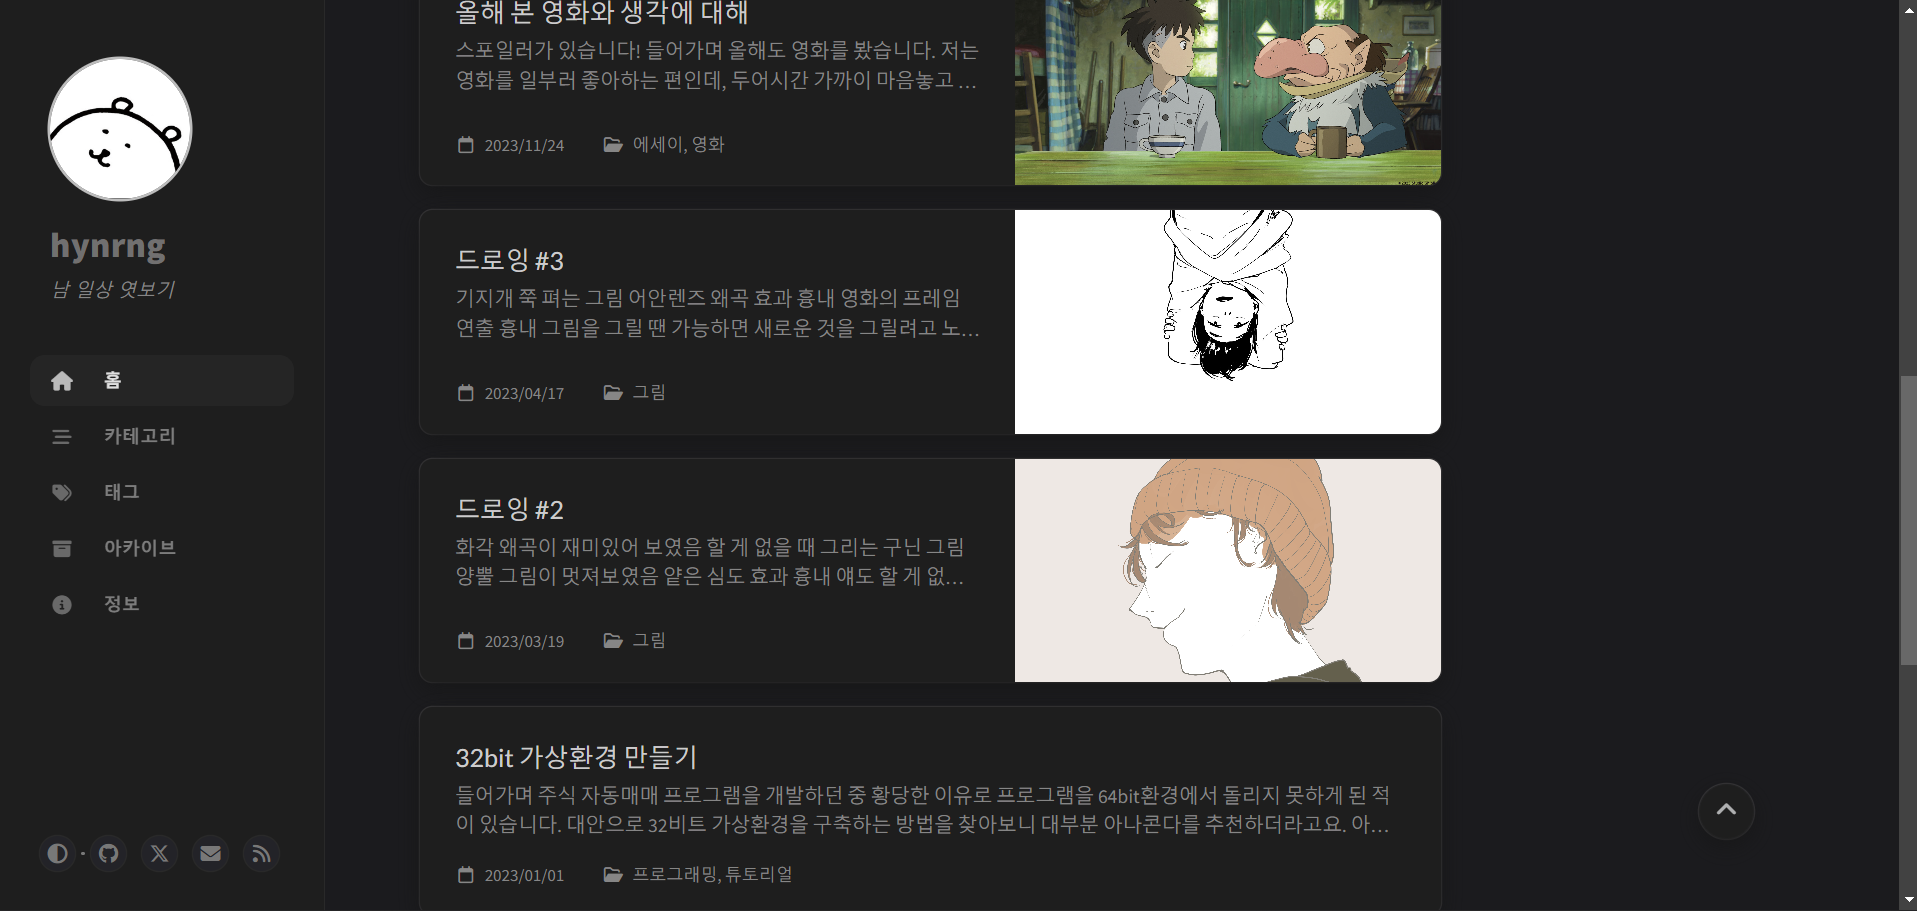 hynrng
남 일상 엿보기
홈
카테고리
태그
아카이브
정보
올해 본 영화와 생각에 대해
스포일러가 있습니다! 들어가며 올해도 영화를 봤습니다. 저는
영화를 일부러 좋아하는 편인데, 두어시간 가까이 마음놓고 ...
2023/11/24
에세이, 영화
드로잉 #3
기지개 쭉 펴는 그림 어안렌즈 왜곡 효과 흉내 영화의 프레임
연출 흉내 그림을 그릴 땐 가능하면 새로운 것을 그릴려고 노...
2023/04/17
그림
드로잉 #2
화각 왜곡이 재미있어 보였음 할 게 없을 때 그리는 구닌 그림
양뿔 그림이 멋져보였음 얕은 심도 효과 흉내 얘도 할 게 없...
2023/03/19
그림
32bit 가상환경 만들기
들어가며 주식 자동매매 프로그램을 개발하던 중 황당한 이유로 프로그램을 64bit환경에서 돌리지 못하게 된 적
이 있습니다. 대안으로 32비트 가상환경을 구축하는 방법을 찾아보니 대부분 아나콘다를 추천하더라고요. 아...
2023/01/01
프로그래밍, 튜토리얼